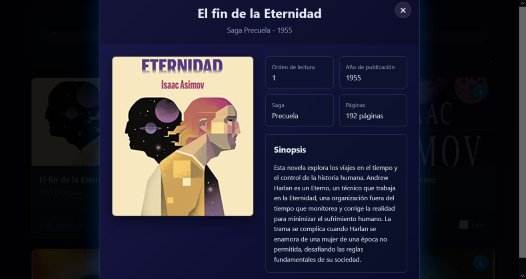 El fin de la Eternidad
Saga Precuela - 1955
ETERNIDAD
Isaac Asimov
Orden de lectura
1
Año de publicación
1955
Saga
Precuela
Páginas
192 páginas
Sinopsis
Esta novela explora los viajes en el tiempo y
el control de la historia humana. Andrew
Harlan es un Eterno, un técnico que trabaja
en la Eternidad, una organización fuera del
tiempo que monitorea y corrige la realidad
para minimizar el sufrimiento humano. La
trama se complica cuando Harlan se
enamora de una mujer de una época no
permitida, desafiando las reglas
fundamentales de su sociedad.
El fin de la Eter